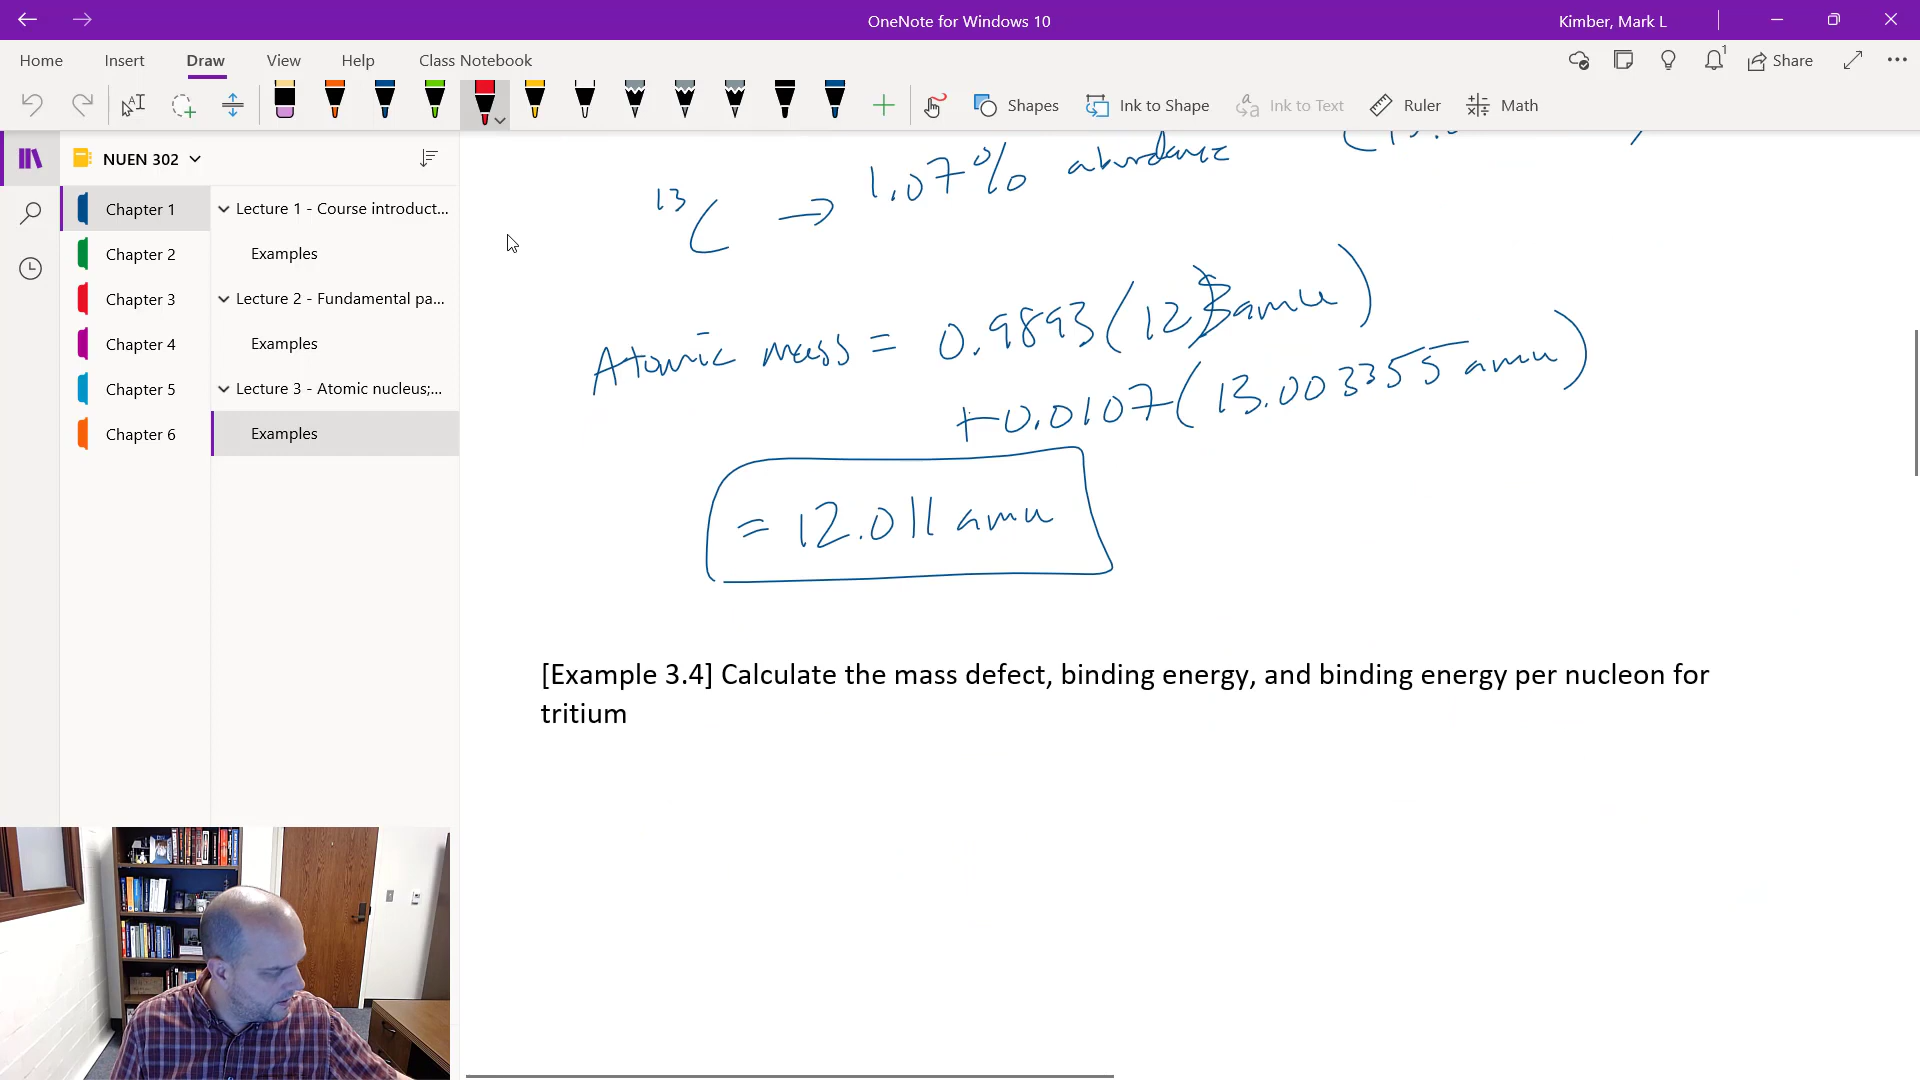 OneNote for Windows 10
Kimber, Mark L
Home Insert Draw View Help Class Notebook
1
Share
Shapes Ink to Shape Ink to Text Ruler Math
NUEN 302
Chapter 1
Chapter 2
Chapter 3
Chapter 4
Chapter 5
Chapter 6
Lecture 1 - Course introduct...
Examples
Lecture 2 - Fundamental pa...
Examples
Lecture 3 - Atomic nucleus;...
Examples
¹³C → 1.07% abundance
Atomic mass = 0.9893(12 amu)
+0.0107(13.003355 amu)
= 12.011 amu
[Example 3.4] Calculate the mass defect, binding energy, and binding energy per nucleon for
tritium